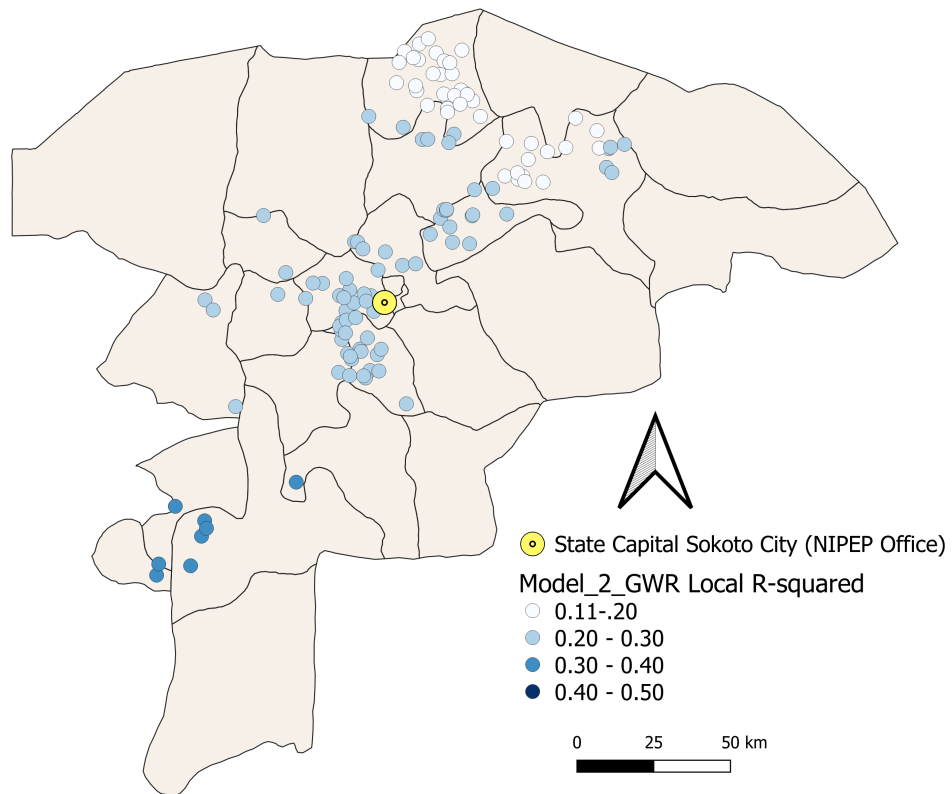 State Capital Sokoto City (NIPEP Office)
Model_2_GWR Local R-squared
0.11-.20
0.20 - 0.30
0.30 - 0.40
0.40 - 0.50
0 25 50 km